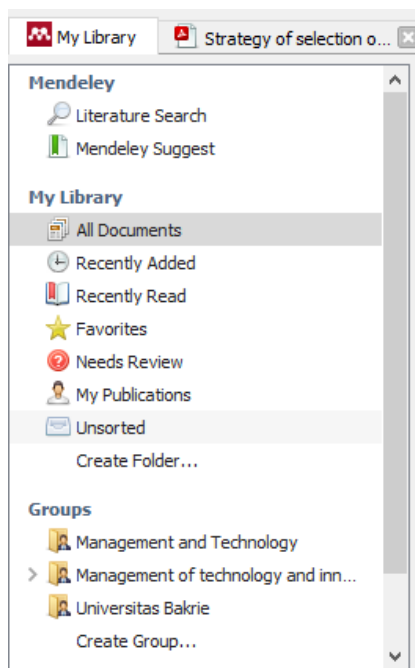 My Library
Strategy of selection o...
Mendeley
Literature Search
Mendeley Suggest
My Library
All Documents
Recently Added
Recently Read
Favorites
Needs Review
My Publications
Unsorted
Create Folder...
Groups
Management and Technology
Management of technology and inn...
Universitas Bakrie
Create Group...